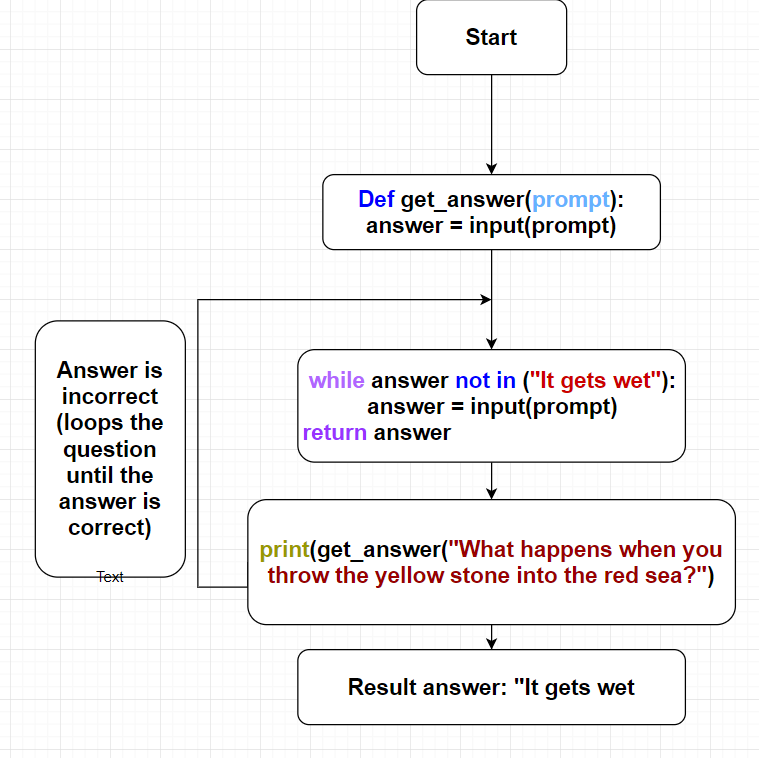 Start
Def get_answer(prompt):
answer = input(prompt)
while answer not in ("It gets wet"):
answer = input(prompt)
return answer
Answer is
incorrect
(loops the
question
until the
answer is
correct)
Text
print(get_answer("What happens when you
throw the yellow stone into the red sea?")
Result answer: "It gets wet